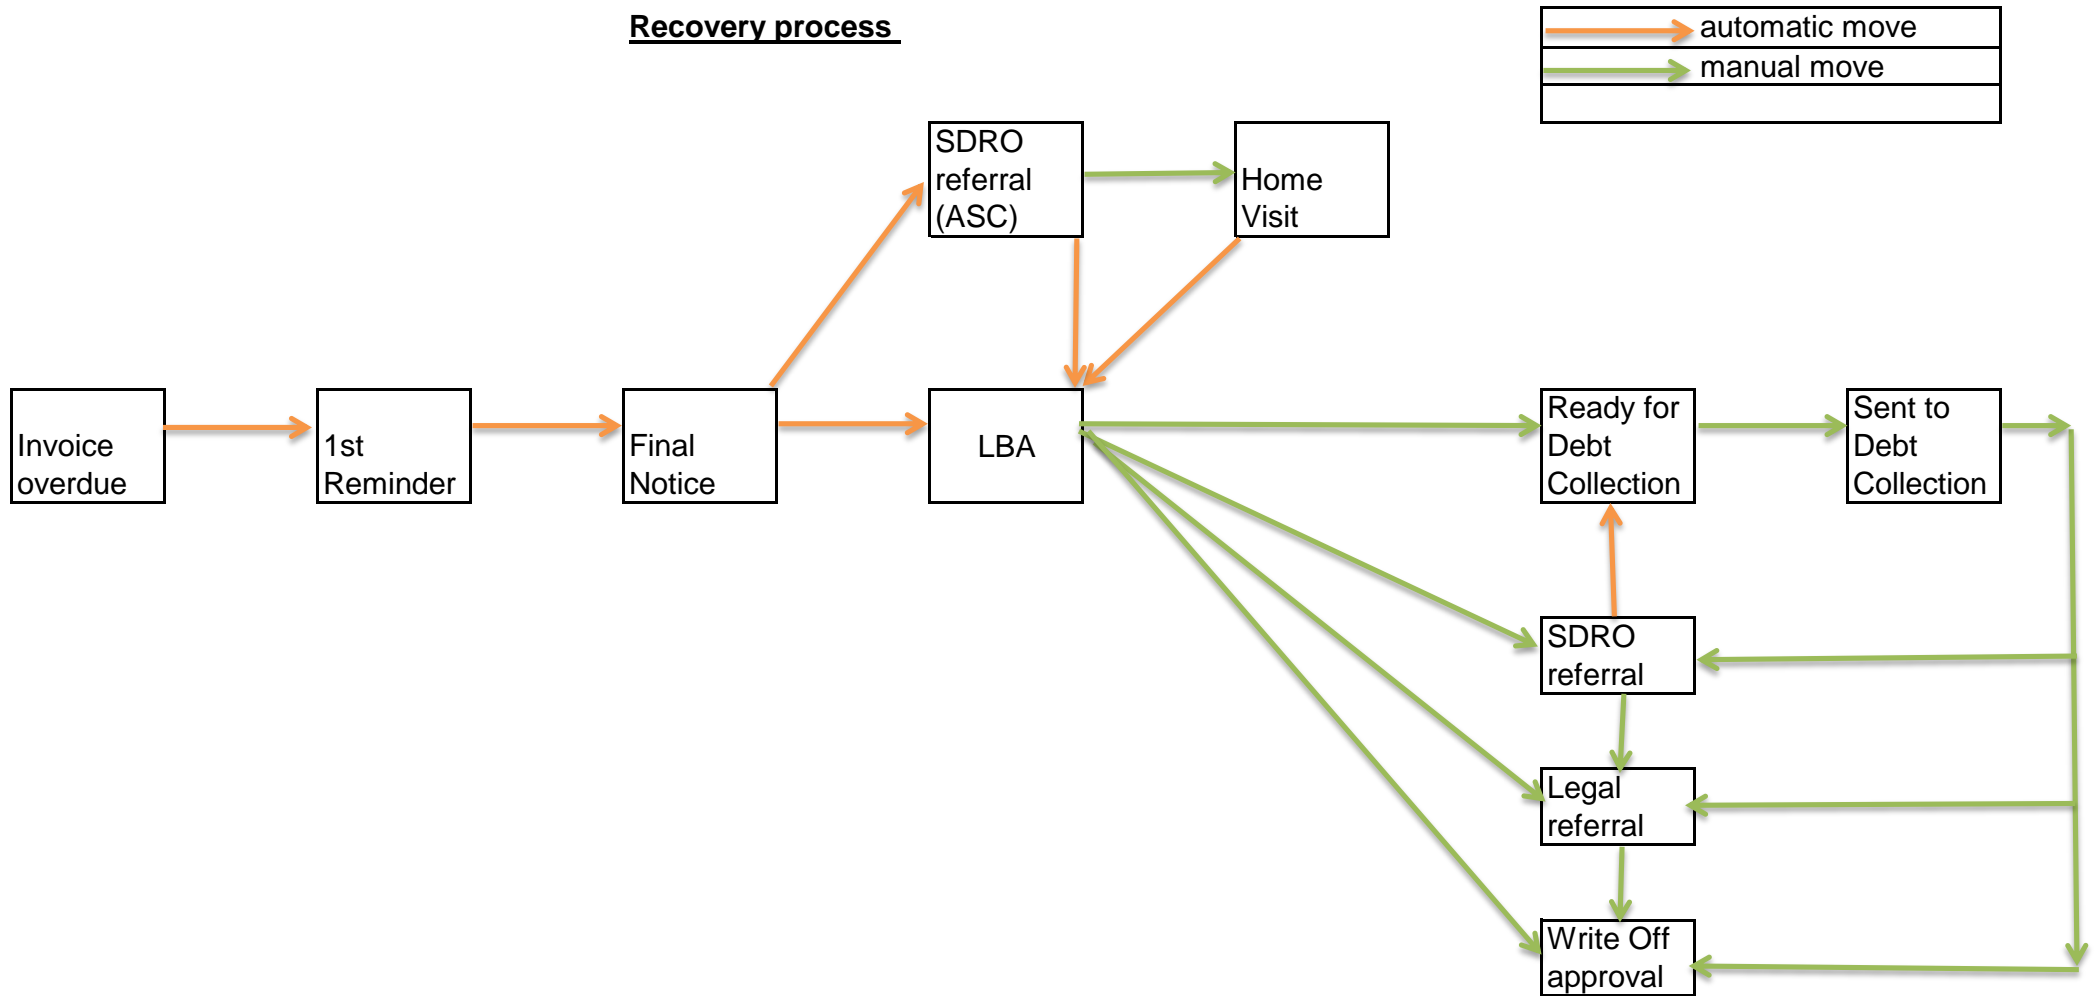 Recovery process
automatic move
manual move
SDRO
referral
(ASC)
Home
Visit
Invoice
overdue
1st
Reminder
Final
Notice
LBA
Ready for
Debt
Collection
Sent to
Debt
Collection
SDRO
referral
Legal
referral
Write Off
approval